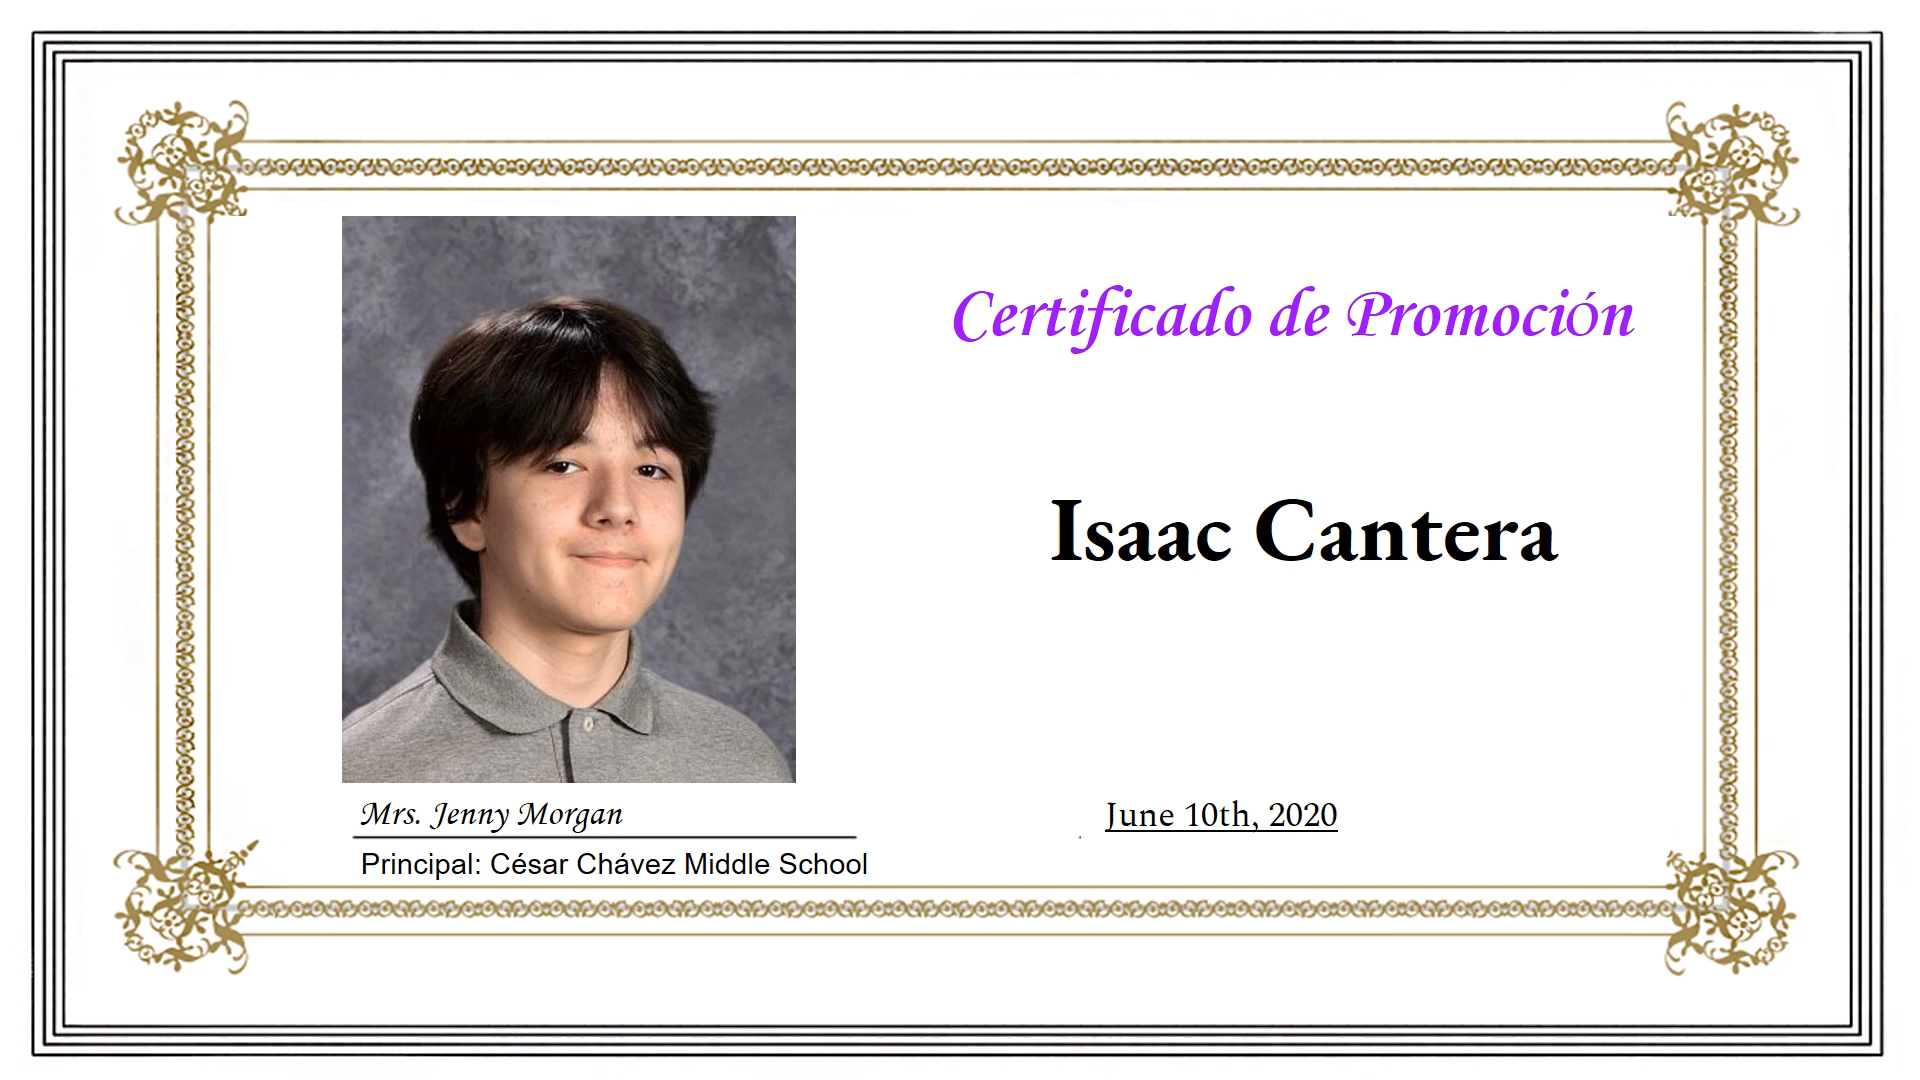 Certificado de Promoción
Isaac Cantera
Mrs. Jenny Morgan
June 10th, 2020
Principal: César Chávez Middle School